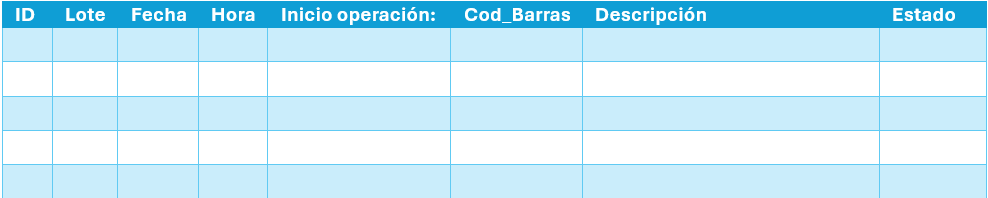 ID Lote Fecha Hora Inicio operación: Cod_Barras Descripción Estado